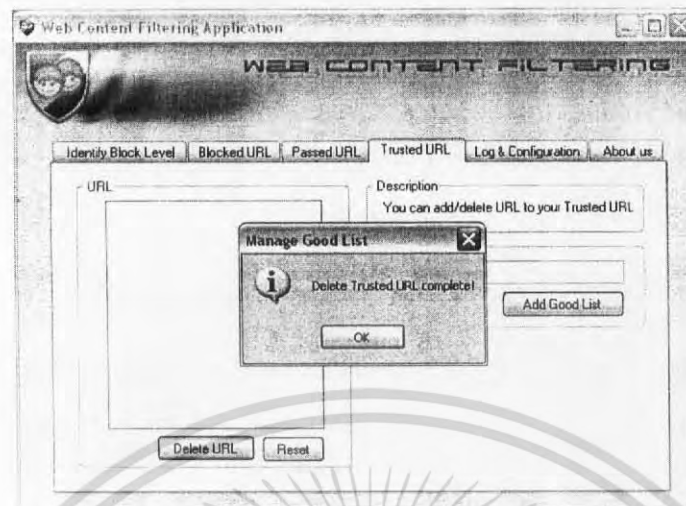 Web Content Filtering Application
WEB CONTENT FILTERING
Identify Block Level
Blocked URL
Passed URL
Trusted URL
Log & Configuration
About us
URL
Description
You can add/delete URL to your Trusted URL
Manage Good List
Delete Trusted URL complete!
OK
Add Good List
Delete URL
Reset